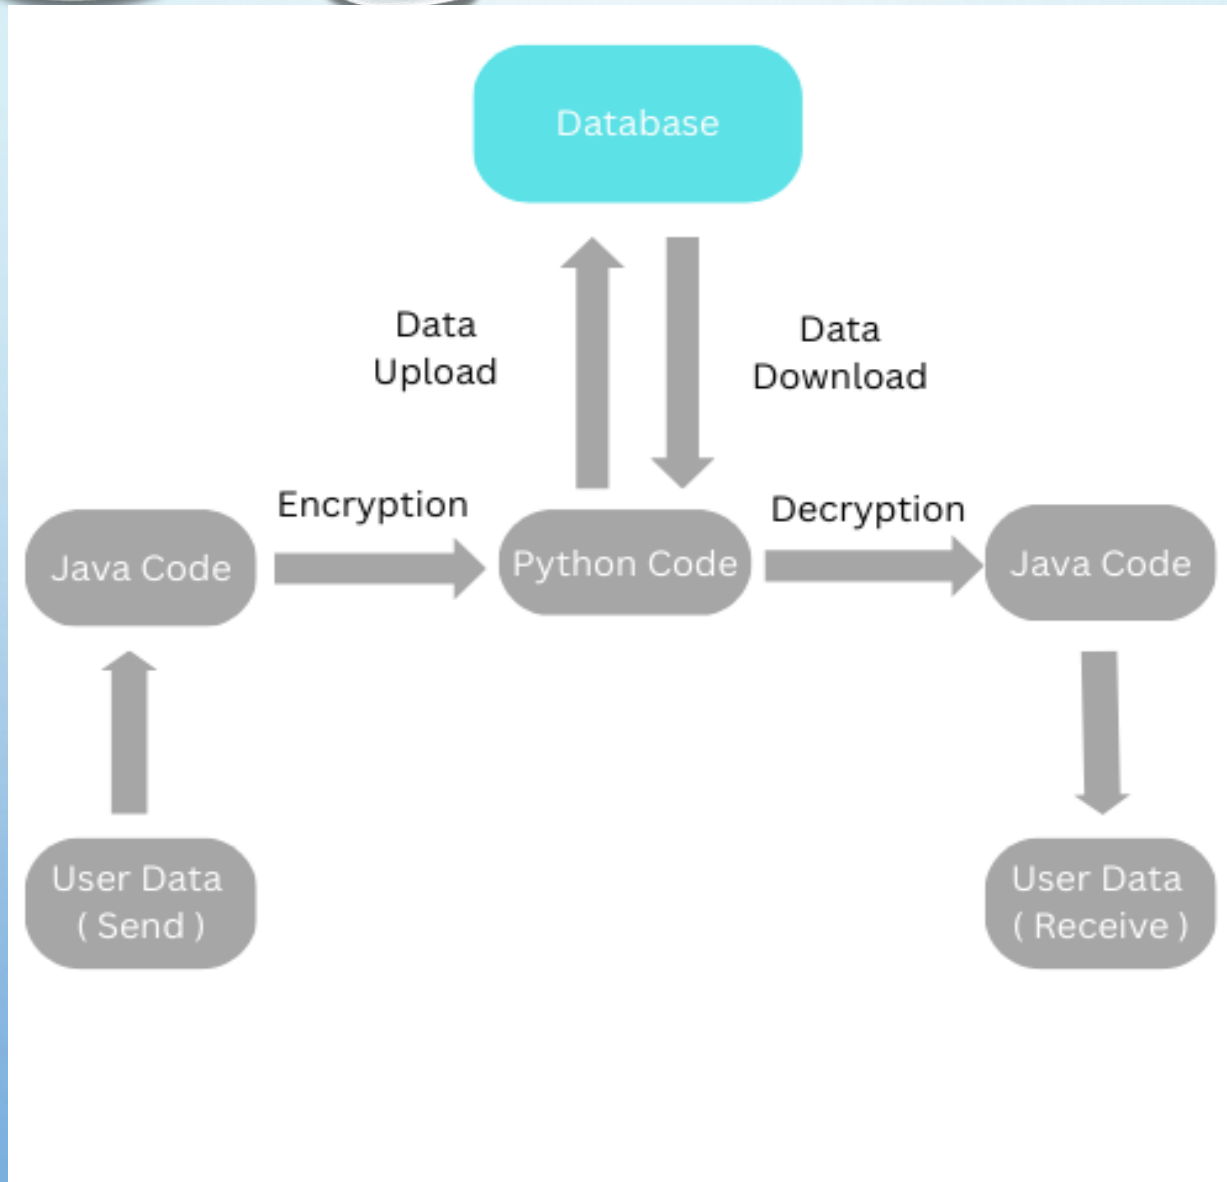 Database
Data
Upload
Data
Download
Encryption
Decryption
Java Code
Python Code
Java Code
User Data
( Send )
User Data
( Receive )